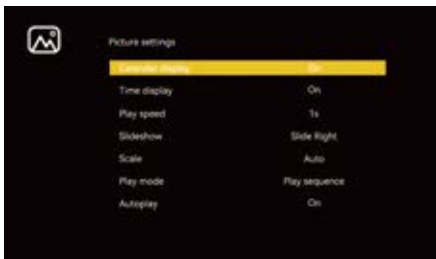 Picture settings
Calendar display On
Time display On
Play speed 1s
Slideshow Slide Right
Scale Auto
Play mode Play sequence
Autoplay On